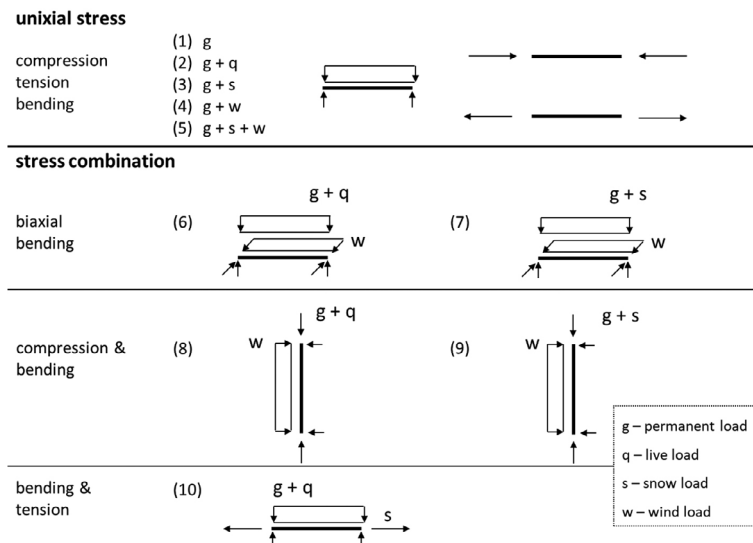 unixial stress
compression
tension
bending
(1) g
(2) g + q
(3) g + s
(4) g + w
(5) g + s + w
stress combination
biaxial
bending
(6)
g + q
w
(7)
g + s
w
compression &
bending
(8)
g + q
w
(9)
g + s
w
g – permanent load
q – live load
s – snow load
w – wind load
bending &
tension
(10)
g + q
s